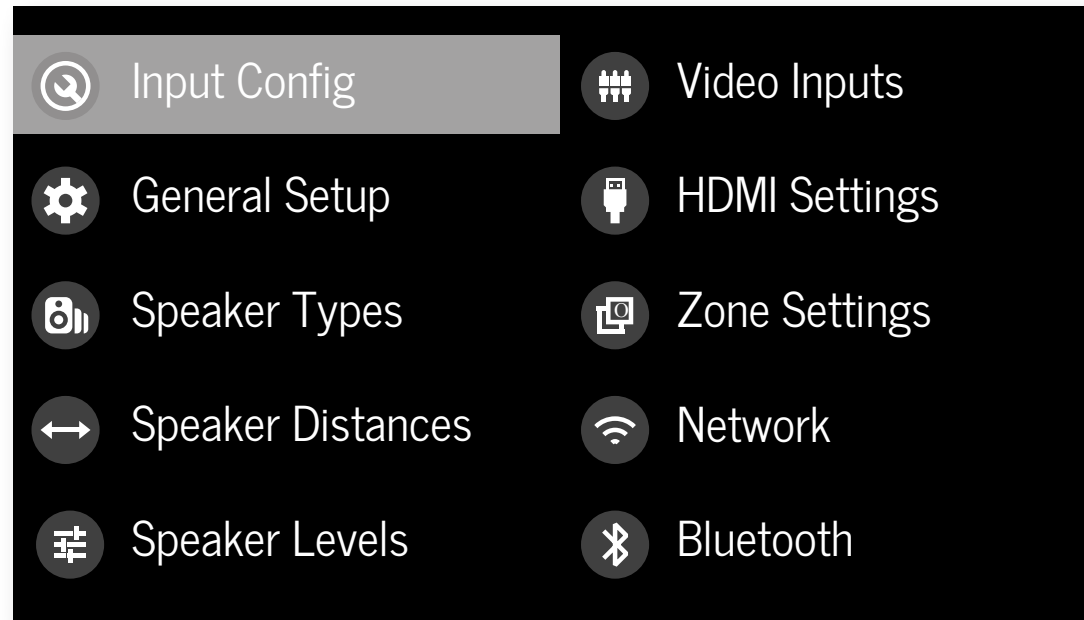 Input Config
General Setup
Speaker Types
Speaker Distances
Speaker Levels
Video Inputs
HDMI Settings
Zone Settings
Network
Bluetooth